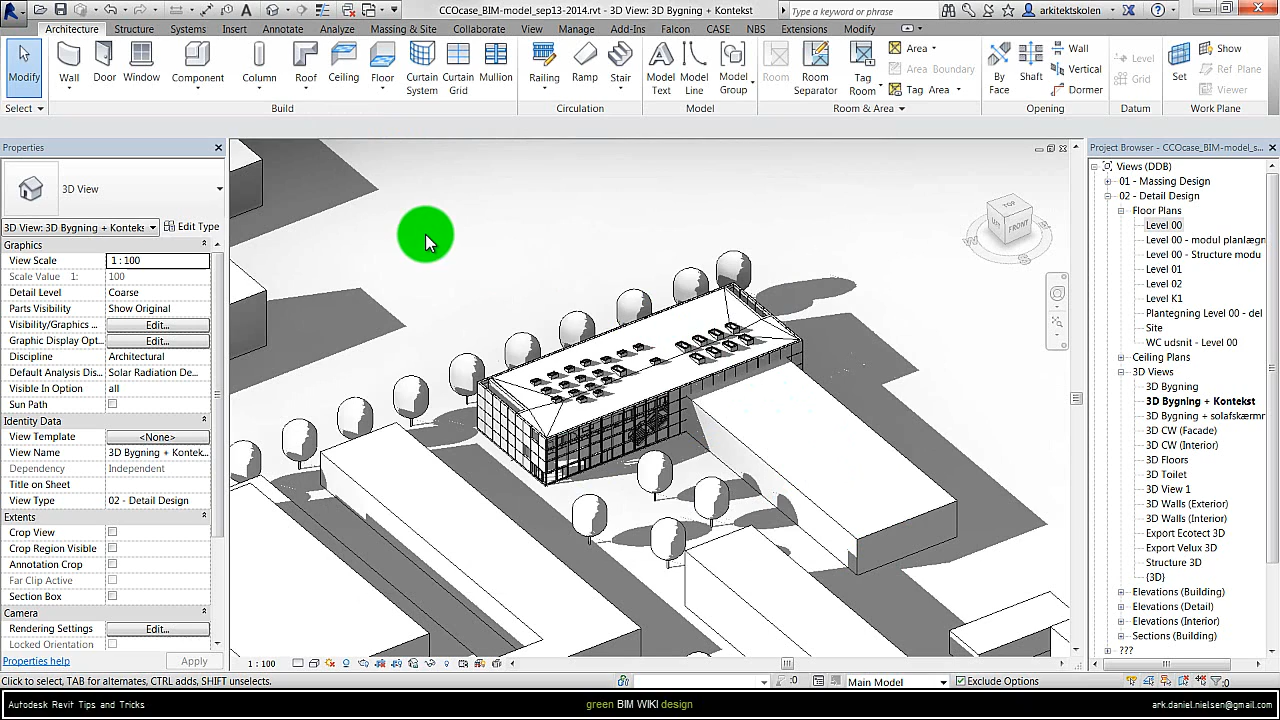 CCOcase_BIM-model_sep13-2014.rvt - 3D View: 3D Bygning + Kontekst
Type a keyword or phrase
arkitektskolen
Architecture Structure Systems Insert Annotate Analyze Massing & Site Collaborate View Manage Add-Ins Falcon CASE NBS Extensions Modify
Modify
Wall
Door
Window
Component
Column
Roof
Ceiling
Floor
Curtain System
Curtain Grid
Mullion
Railing
Ramp
Stair
Model Text
Model Line
Model Group
Room
Room Separator
Tag Room
Area
Area Boundary
Tag Area
By Face
Shaft
Wall
Vertical
Dormer
Level
Grid
Set
Show
Ref Plane
Viewer
Select
Build
Circulation
Model
Room & Area
Opening
Datum
Work Plane
Properties
3D View
3D View: 3D Bygning + Konteks
Edit Type
Graphics
View Scale 1 : 100
Scale Value 1: 100
Detail Level Coarse
Parts Visibility Show Original
Visibility/Graphics ... Edit...
Graphic Display Opt... Edit...
Discipline Architectural
Default Analysis Dis... Solar Radiation De...
Visible In Option all
Sun Path
Identity Data
View Template <None>
View Name 3D Bygning + Kontek...
Dependency Independent
Title on Sheet
View Type 02 - Detail Design
Extents
Crop View
Crop Region Visible
Annotation Crop
Far Clip Active
Section Box
Camera
Rendering Settings Edit...
Locked Orientation
Properties help
Apply
TOP
FRONT
W
S
1 : 100
Project Browser - CCOcase_BIM-model_s...
Views (DDB)
01 - Massing Design
02 - Detail Design
Floor Plans
Level 00
Level 00 - modul planlægn
Level 00 - Structure modu
Level 01
Level 02
Level K1
Plantegning Level 00 - del
Site
WC udsnit - Level 00
Ceiling Plans
3D Views
3D Bygning
3D Bygning + Kontekst
3D Bygning + solafskærmr
3D CW (Facade)
3D CW (Interior)
3D Floors
3D Toilet
3D View 1
3D Walls (Exterior)
3D Walls (Interior)
Export Ecotect 3D
Export Velux 3D
Structure 3D
{3D}
Elevations (Building)
Elevations (Detail)
Elevations (Interior)
Sections (Building)
???
Click to select, TAB for alternates, CTRL adds, SHIFT unselects.
:0
Main Model
Exclude Options
:0
Autodesk Revit Tips and Tricks
green BIM WIKI design
ark.daniel.nielsen@gmail.com